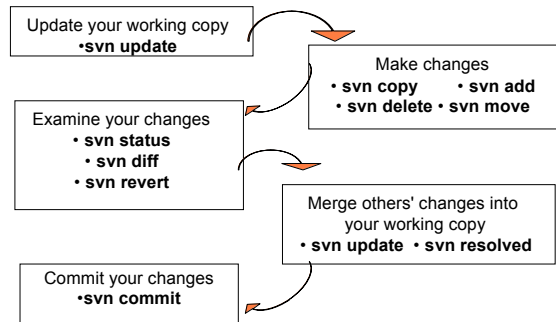 Update your working copy
•svn update
Make changes
• svn copy • svn add
• svn delete • svn move
Examine your changes
• svn status
• svn diff
• svn revert
Merge others' changes into
your working copy
• svn update • svn resolved
Commit your changes
•svn commit